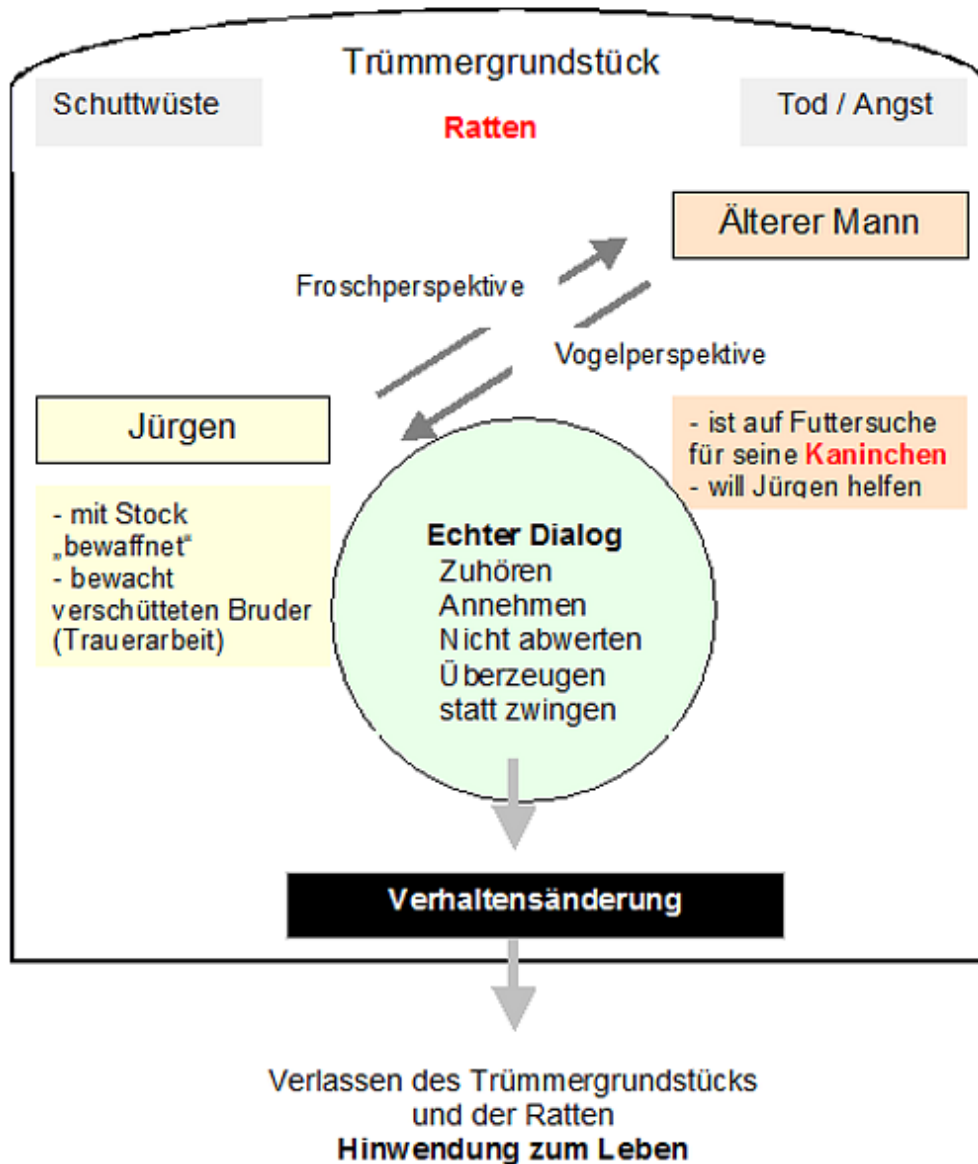 Trümmergrundstück
Schuttwüste
Ratten
Tod / Angst
Älterer Mann
Froschperspektive
Vogelperspektive
Jürgen
- ist auf Futtersuche
für seine Kaninchen
- will Jürgen helfen
- mit Stock
„bewaffnet“
- bewacht
verschütteten Bruder
(Trauerarbeit)
Echter Dialog
Zuhören
Annehmen
Nicht abwerten
Überzeugen
statt zwingen
Verhaltensänderung
Verlassen des Trümmergrundstücks
und der Ratten
Hinwendung zum Leben